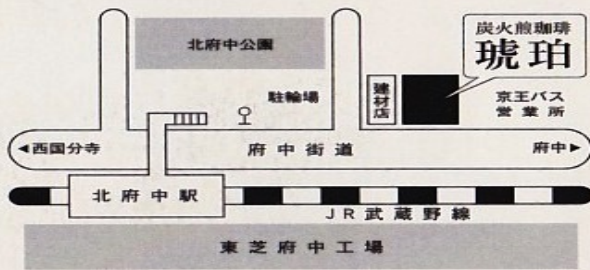 炭火煎珈琲
琥珀
北府中公園
建材店
駐輪場
京王バス
営業所
◀西国分寺
府中街道
府中▶
北府中駅
JR武蔵野線
東芝府中工場